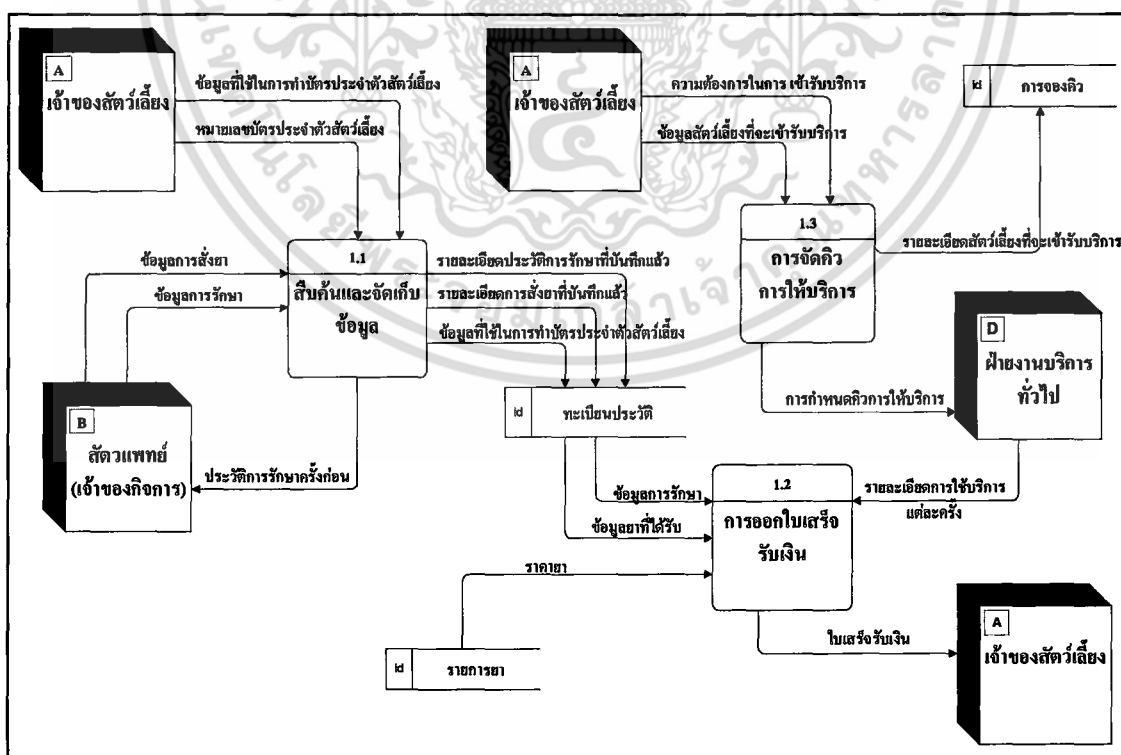 A
เจ้าของสัตว์เลี้ยง
ข้อมูลที่ใช้ในการทำบัตรประจำตัวสัตว์เลี้ยง
หมายเลขบัตรประจำตัวสัตว์เลี้ยง
A
เจ้าของสัตว์เลี้ยง
ความต้องการในการ เข้ารับบริการ
ข้อมูลสัตว์เลี้ยงที่จะเข้ารับบริการ
id การจองคิว
1.3
การจัดคิว
การให้บริการ
รายละเอียดสัตว์เลี้ยงที่จะเข้ารับบริการ
ข้อมูลการสั่งยา
ข้อมูลการรักษา
1.1
สืบค้นและจัดเก็บ
ข้อมูล
รายละเอียดประวัติการรักษาที่บันทึกแล้ว
รายละเอียดการสั่งยาที่บันทึกแล้ว
ข้อมูลที่ใช้ในการทำบัตรประจำตัวสัตว์เลี้ยง
D
ฝ่ายงานบริการ
ทั่วไป
การกำหนดคิวการให้บริการ
id ทะเบียนประวัติ
B
สัตวแพทย์
(เจ้าของกิจการ)
ประวัติการรักษาครั้งก่อน
ข้อมูลการรักษา
ข้อมูลยาที่ได้รับ
1.2
การออกใบเสร็จ
รับเงิน
รายละเอียดการใช้บริการ
แต่ละครั้ง
ราคายา
id รายการยา
ใบเสร็จรับเงิน
A
เจ้าของสัตว์เลี้ยง